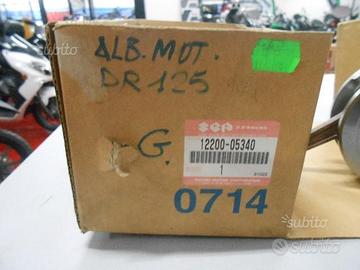 ALB. MOT.
DR 125
G.
SGP
12200-05340
1
0714
subito
subito